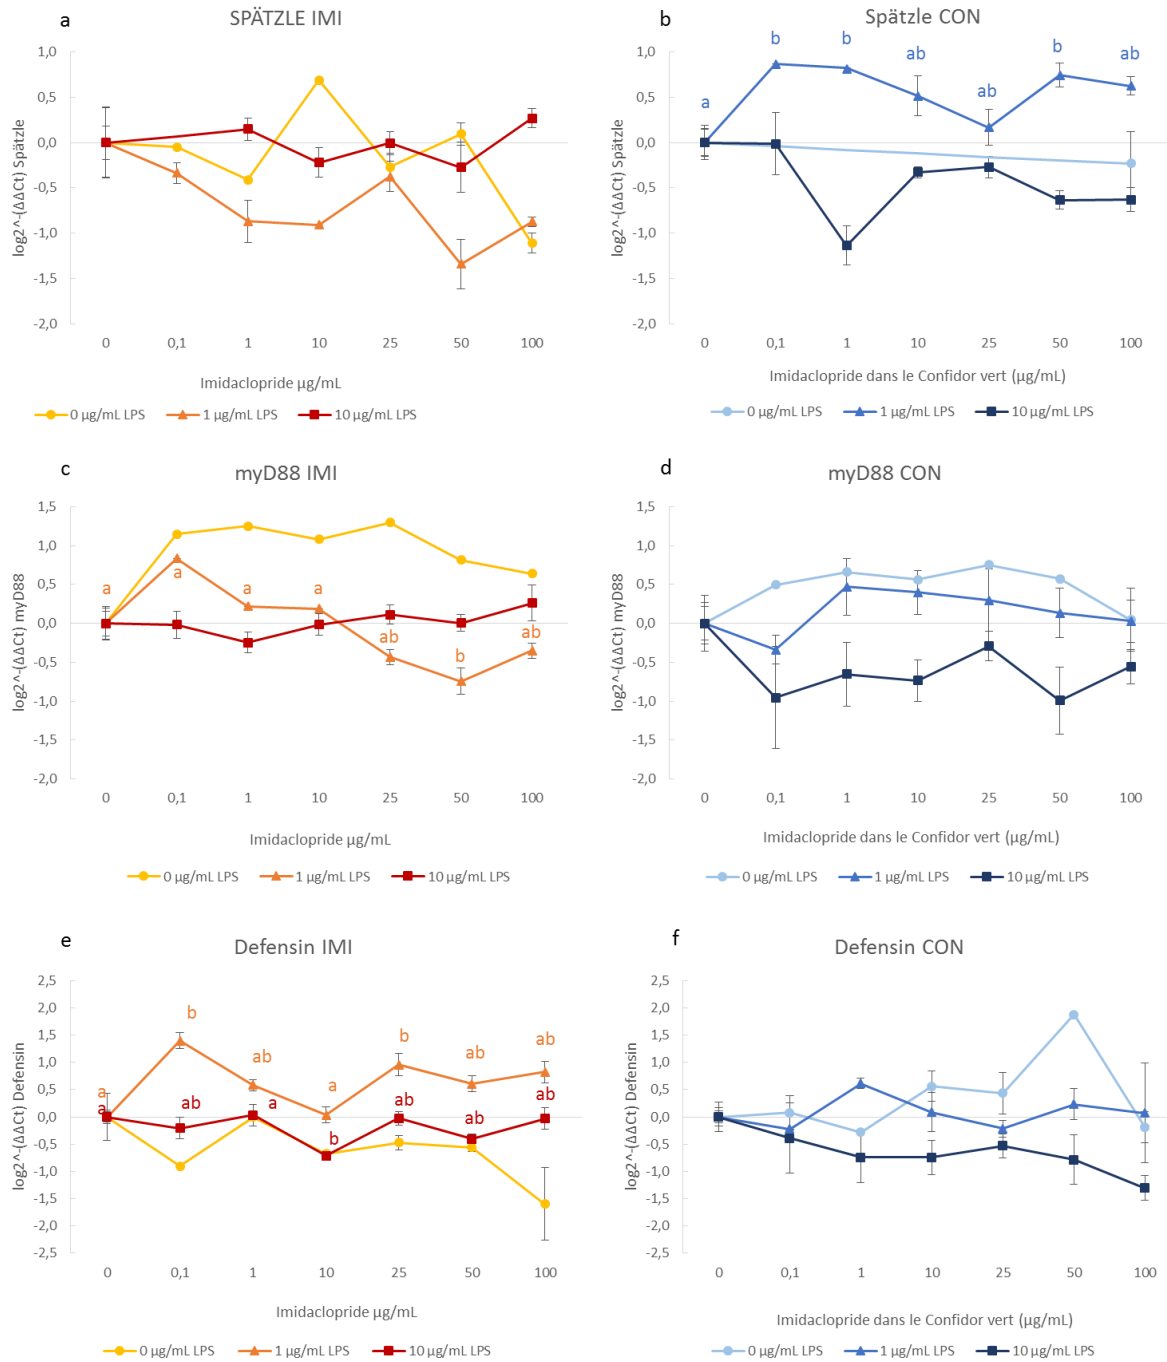 a
SPÄTZLE IMI
1,0
0,5
0,0
-0,5
-1,0
-1,5
-2,0
log2^-(ΔΔCt) Spätzle
0 0,1 1 10 25 50 100
Imidaclopride µg/mL
0 µg/mL LPS 1 µg/mL LPS 10 µg/mL LPS
b
Spätzle CON
1,0
0,5
0,0
-0,5
-1,0
-1,5
-2,0
log2^-(ΔΔCt) Spätzle
a b b ab ab b ab
0 0,1 1 10 25 50 100
Imidaclopride dans le Confidor vert (µg/mL)
0 µg/mL LPS 1 µg/mL LPS 10 µg/mL LPS
c
myD88 IMI
1,5
1,0
0,5
0,0
-0,5
-1,0
-1,5
-2,0
log2^-(ΔΔCt) myD88
a a a a ab b ab
0 0,1 1 10 25 50 100
Imidaclopride µg/mL
0 µg/mL LPS 1 µg/mL LPS 10 µg/mL LPS
d
myD88 CON
1,5
1,0
0,5
0,0
-0,5
-1,0
-1,5
-2,0
log2^-(ΔΔCt) myD88
0 0,1 1 10 25 50 100
Imidaclopride dans le Confidor vert (µg/mL)
0 µg/mL LPS 1 µg/mL LPS 10 µg/mL LPS
e
Defensin IMI
2,5
2,0
1,5
1,0
0,5
0,0
-0,5
-1,0
-1,5
-2,0
-2,5
log2^-(ΔΔCt) Defensin
a b ab a b ab ab
a ab a b ab ab ab
0 0,1 1 10 25 50 100
Imidaclopride µg/mL
0 µg/mL LPS 1 µg/mL LPS 10 µg/mL LPS
f
Defensin CON
2,5
2,0
1,5
1,0
0,5
0,0
-0,5
-1,0
-1,5
-2,0
-2,5
log2^-(ΔΔCt) Defensin
0 0,1 1 10 25 50 100
Imidaclopride dans le Confidor vert (µg/mL)
0 µg/mL LPS 1 µg/mL LPS 10 µg/mL LPS